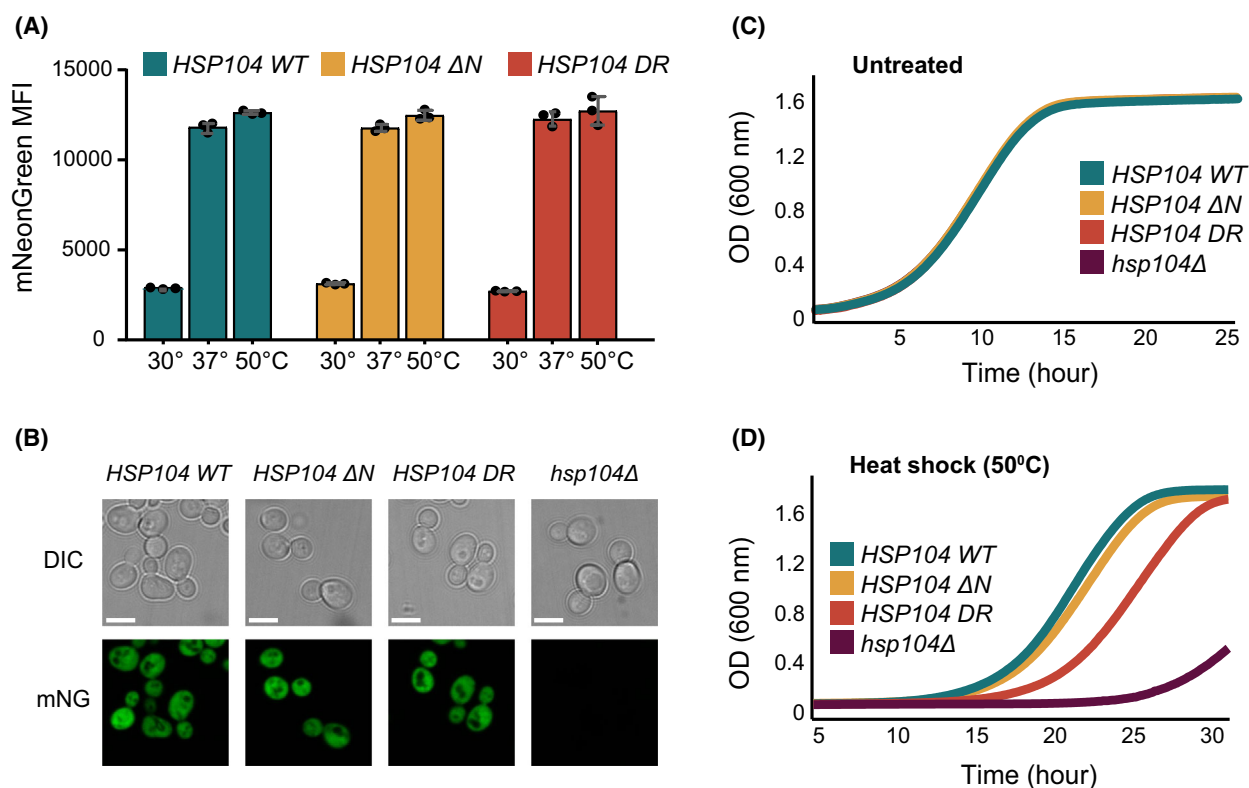 (A)
HSP104 WT HSP104 ΔN HSP104 DR
mNeonGreen MFI
15000
10000
5000
0
30° 37° 50°C 30° 37° 50°C 30° 37° 50°C
(B)
HSP104 WT HSP104 ΔN HSP104 DR hsp104Δ
DIC
mNG
(C)
Untreated
OD (600 nm)
1.6
1.2
0.8
0.4
0
HSP104 WT
HSP104 ΔN
HSP104 DR
hsp104Δ
5 10 15 20 25
Time (hour)
(D)
Heat shock (50⁰C)
OD (600 nm)
1.6
1.2
0.8
0.4
0
HSP104 WT
HSP104 ΔN
HSP104 DR
hsp104Δ
5 10 15 20 25 30
Time (hour)